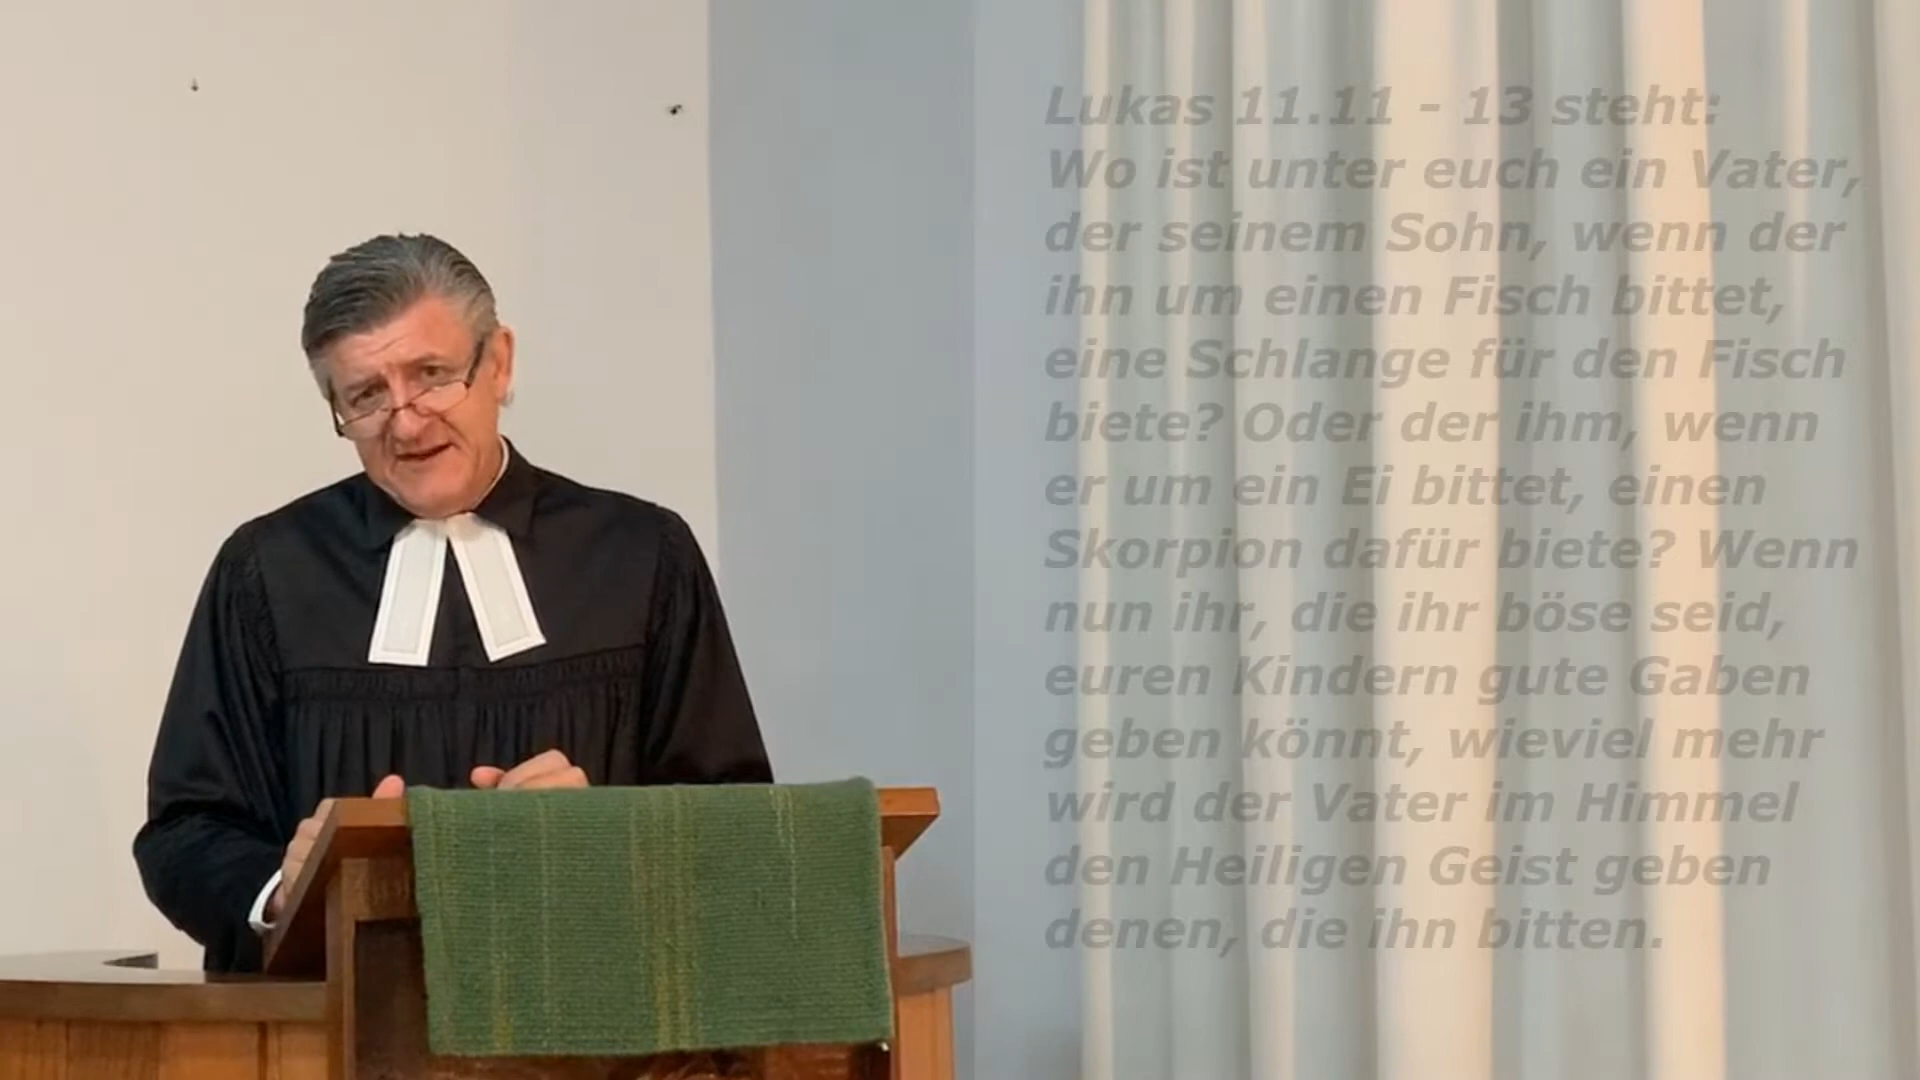 Lukas 11.11 - 13 steht:
Wo ist unter euch ein Vater,
der seinem Sohn, wenn der
ihn um einen Fisch bittet,
eine Schlange für den Fisch
biete? Oder der ihm, wenn
er um ein Ei bittet, einen
Skorpion dafür biete? Wenn
nun ihr, die ihr böse seid,
euren Kindern gute Gaben
geben könnt, wieviel mehr
wird der Vater im Himmel
den Heiligen Geist geben
denen, die ihn bitten.